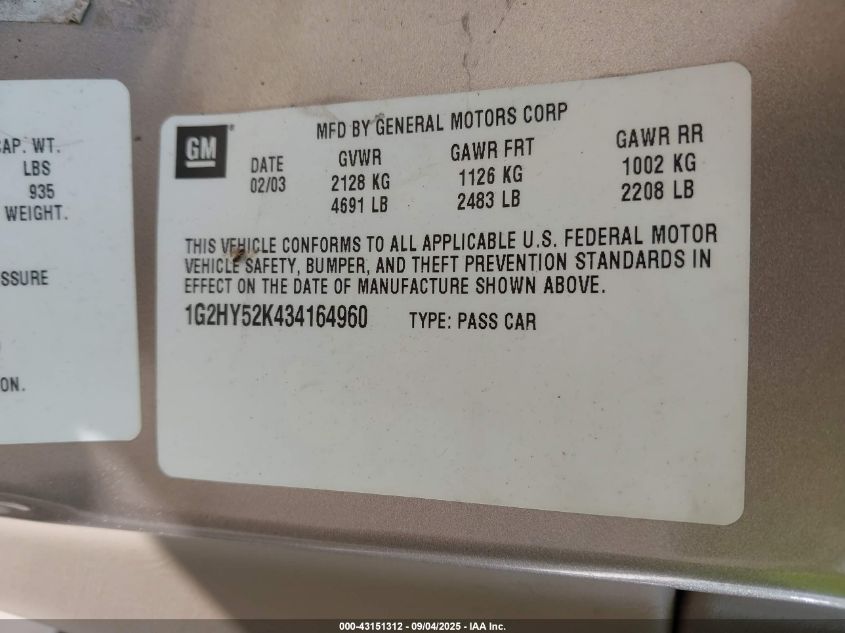 AP. WT.
LBS
935
WEIGHT.
SSURE
ON.
GM
MFD BY GENERAL MOTORS CORP
DATE GVWR GAWR FRT GAWR RR
02/03 2128 KG 1126 KG 1002 KG
4691 LB 2483 LB 2208 LB
THIS VEHICLE CONFORMS TO ALL APPLICABLE U.S. FEDERAL MOTOR
VEHICLE SAFETY, BUMPER, AND THEFT PREVENTION STANDARDS IN
EFFECT ON THE DATE OF MANUFACTURE SHOWN ABOVE.
1G2HY52K434164960 TYPE: PASS CAR
000-43151312 - 09/04/2025 - IAA Inc.